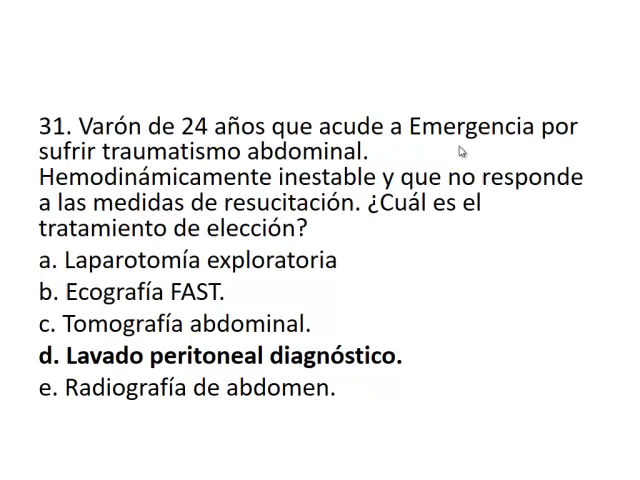 31. Varón de 24 años que acude a Emergencia por
sufrir traumatismo abdominal.
Hemodinámicamente inestable y que no responde
a las medidas de resucitación. ¿Cuál es el
tratamiento de elección?
a. Laparotomía exploratoria
b. Ecografía FAST.
c. Tomografía abdominal.
d. Lavado peritoneal diagnóstico.
e. Radiografía de abdomen.